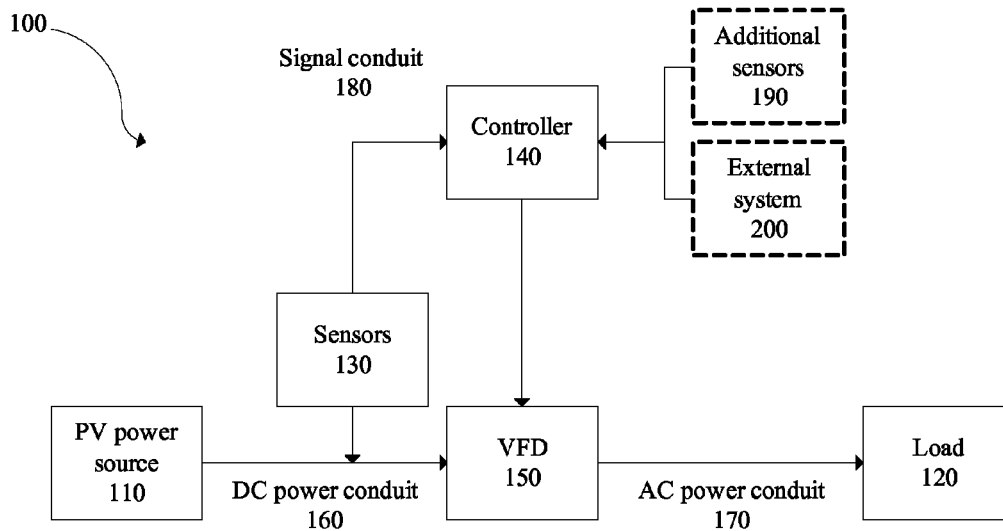 100
Signal conduit
180
Additional
sensors
190
Controller
140
External
system
200
Sensors
130
PV power
source
110
DC power conduit
160
VFD
150
AC power conduit
170
Load
120